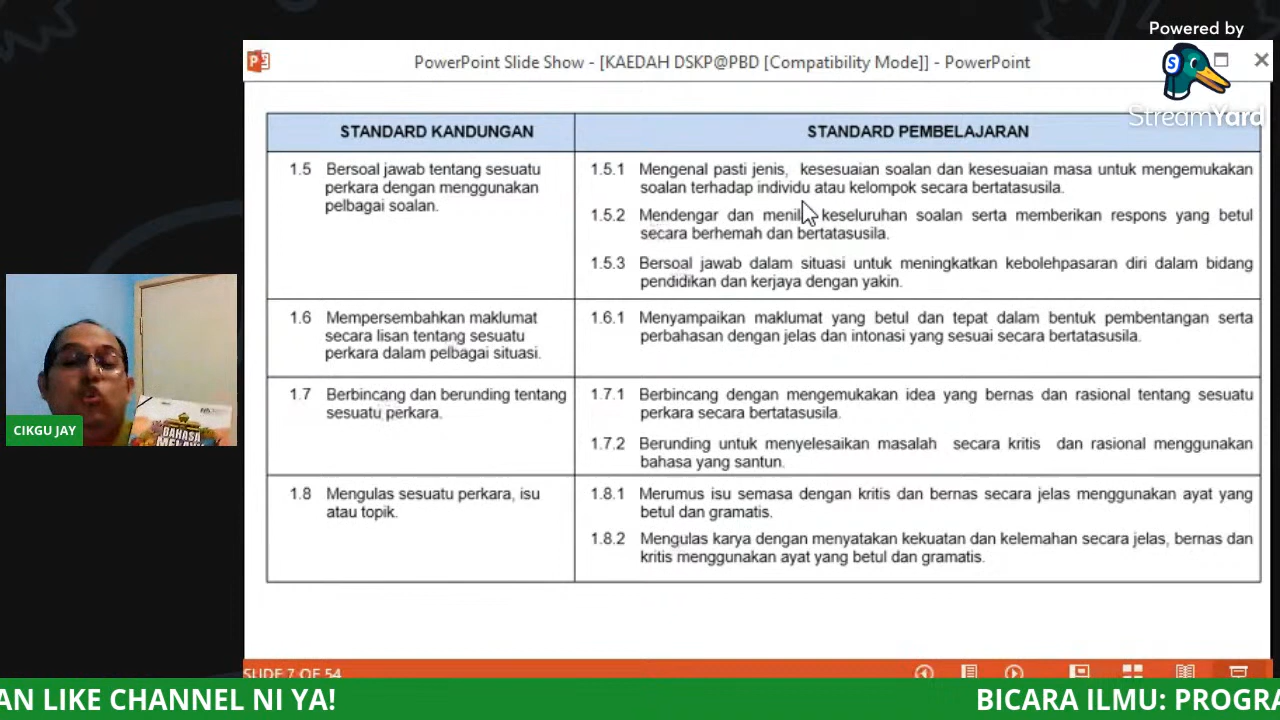 Powered by
PowerPoint Slide Show - [KAEDAH DSKP@PBD [Compatibility Mode]] - PowerPoint
StreamYard
STANDARD KANDUNGAN
STANDARD PEMBELAJARAN
1.5 Bersoal jawab tentang sesuatu
perkara dengan menggunakan
pelbagai soalan.
1.5.1 Mengenal pasti jenis, kesesuaian soalan dan kesesuaian masa untuk mengemukakan
soalan terhadap individu atau kelompok secara bertatasusila.
1.5.2 Mendengar dan menilai keseluruhan soalan serta memberikan respons yang betul
secara berhemah dan bertatasusila.
1.5.3 Bersoal jawab dalam situasi untuk meningkatkan kebolehpasaran diri dalam bidang
pendidikan dan kerjaya dengan yakin.
1.6 Mempersembahkan maklumat
secara lisan tentang sesuatu
perkara dalam pelbagai situasi.
1.6.1 Menyampaikan maklumat yang betul dan tepat dalam bentuk pembentangan serta
perbahasan dengan jelas dan intonasi yang sesuai secara bertatasusila.
1.7 Berbincang dan berunding tentang
sesuatu perkara.
1.7.1 Berbincang dengan mengemukakan idea yang bernas dan rasional tentang sesuatu
perkara secara bertatasusila.
1.7.2 Berunding untuk menyelesaikan masalah secara kritis dan rasional menggunakan
bahasa yang santun.
1.8 Mengulas sesuatu perkara, isu
atau topik.
1.8.1 Merumus isu semasa dengan kritis dan bernas secara jelas menggunakan ayat yang
betul dan gramatis.
1.8.2 Mengulas karya dengan menyatakan kekuatan dan kelemahan secara jelas, bernas dan
kritis menggunakan ayat yang betul dan gramatis.
BAHASA
MELAYU
CIKGU JAY
SLIDE 7 OF 54
AN LIKE CHANNEL NI YA!
BICARA ILMU: PROGRA